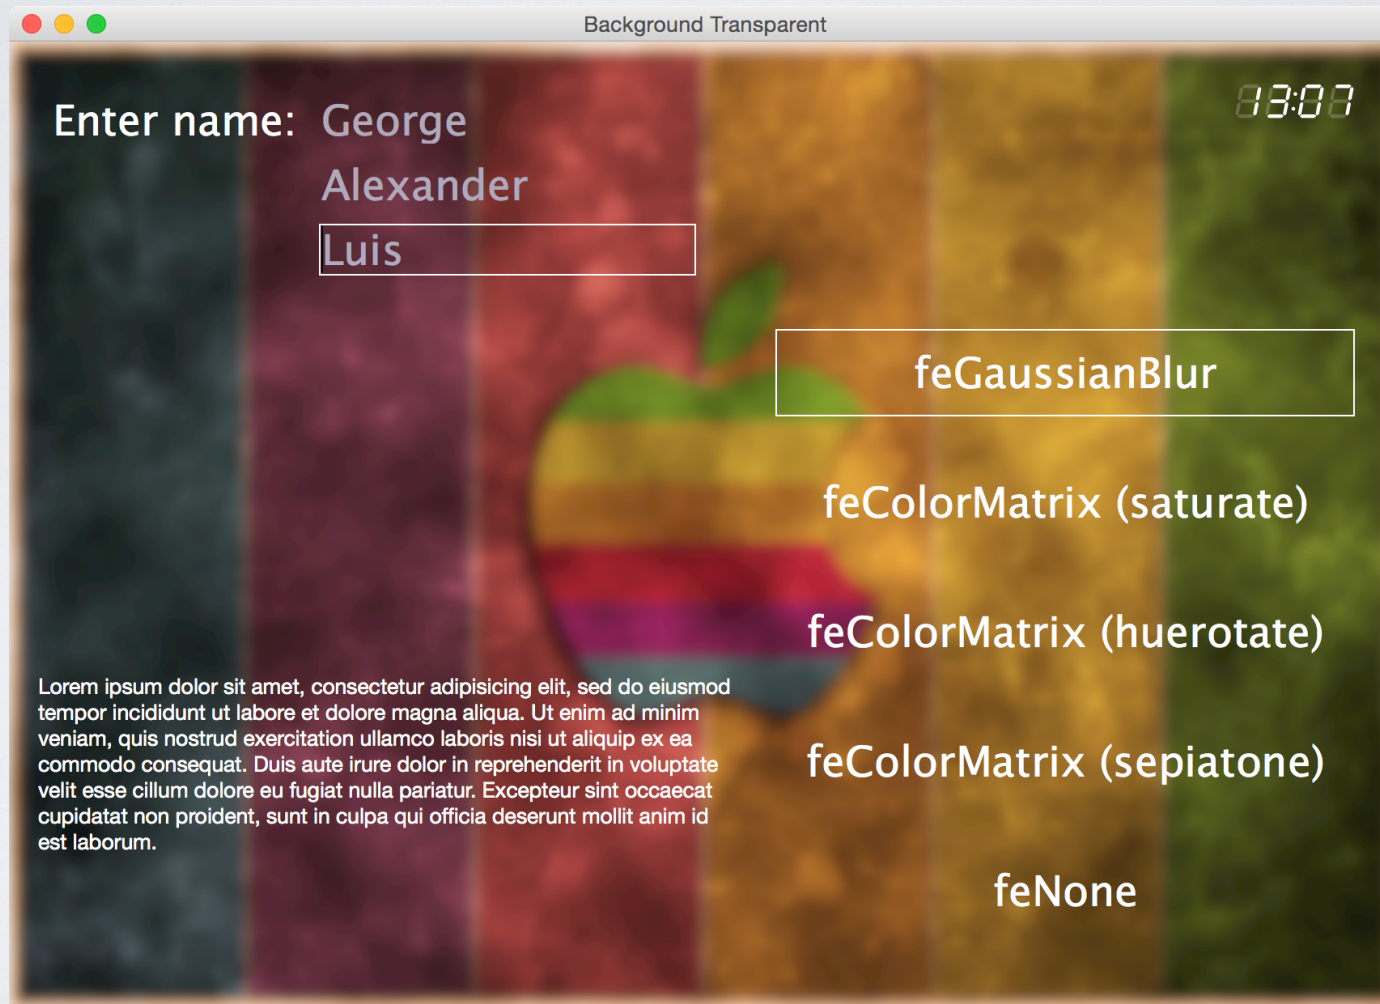 Background Transparent
Enter name: George
13:07
Alexander
Luis
feGaussianBlur
feColorMatrix (saturate)
feColorMatrix (huerotate)
Lorem ipsum dolor sit amet, consectetur adipisicing elit, sed do eiusmod
tempor incididunt ut labore et dolore magna aliqua. Ut enim ad minim
veniam, quis nostrud exercitation ullamco laboris nisi ut aliquip ex ea
commodo consequat. Duis aute irure dolor in reprehenderit in voluptate
velit esse cillum dolore eu fugiat nulla pariatur. Excepteur sint occaecat
cupidatat non proident, sunt in culpa qui officia deserunt mollit anim id
est laborum.
feColorMatrix (sepiatone)
feNone